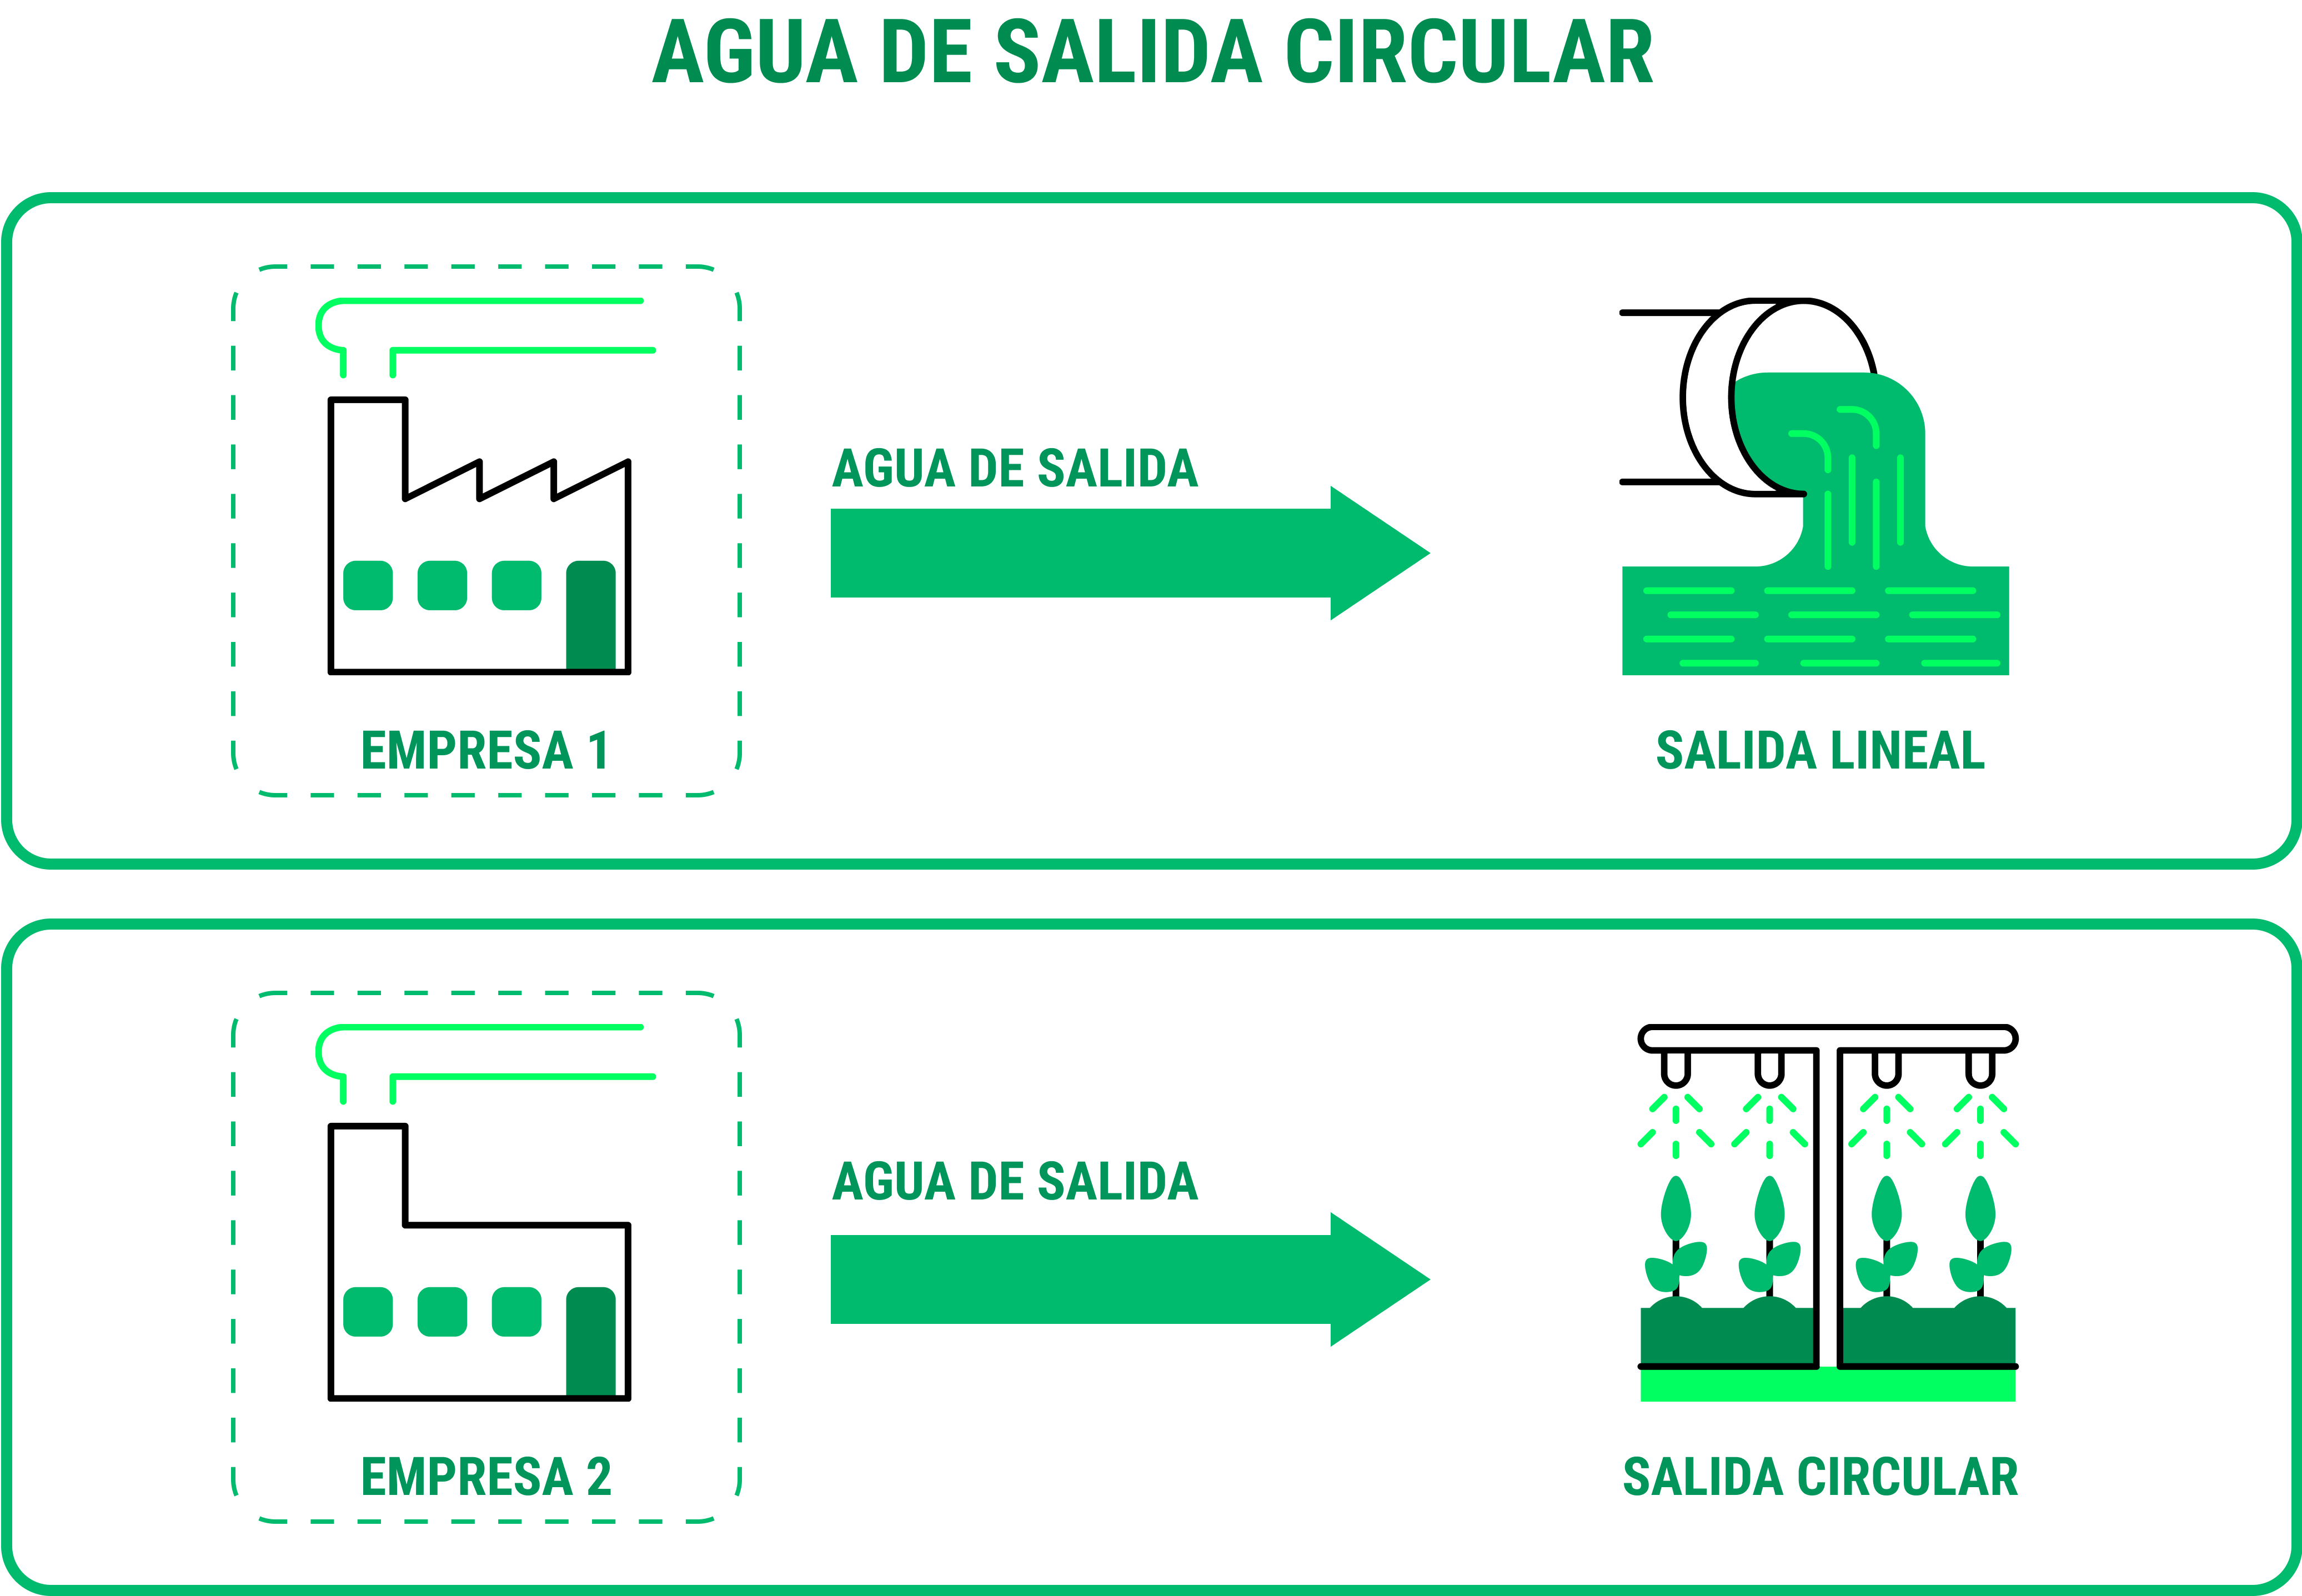 AGUA DE SALIDA CIRCULAR
AGUA DE SALIDA
EMPRESA 1
SALIDA LINEAL
AGUA DE SALIDA
EMPRESA 2
SALIDA CIRCULAR